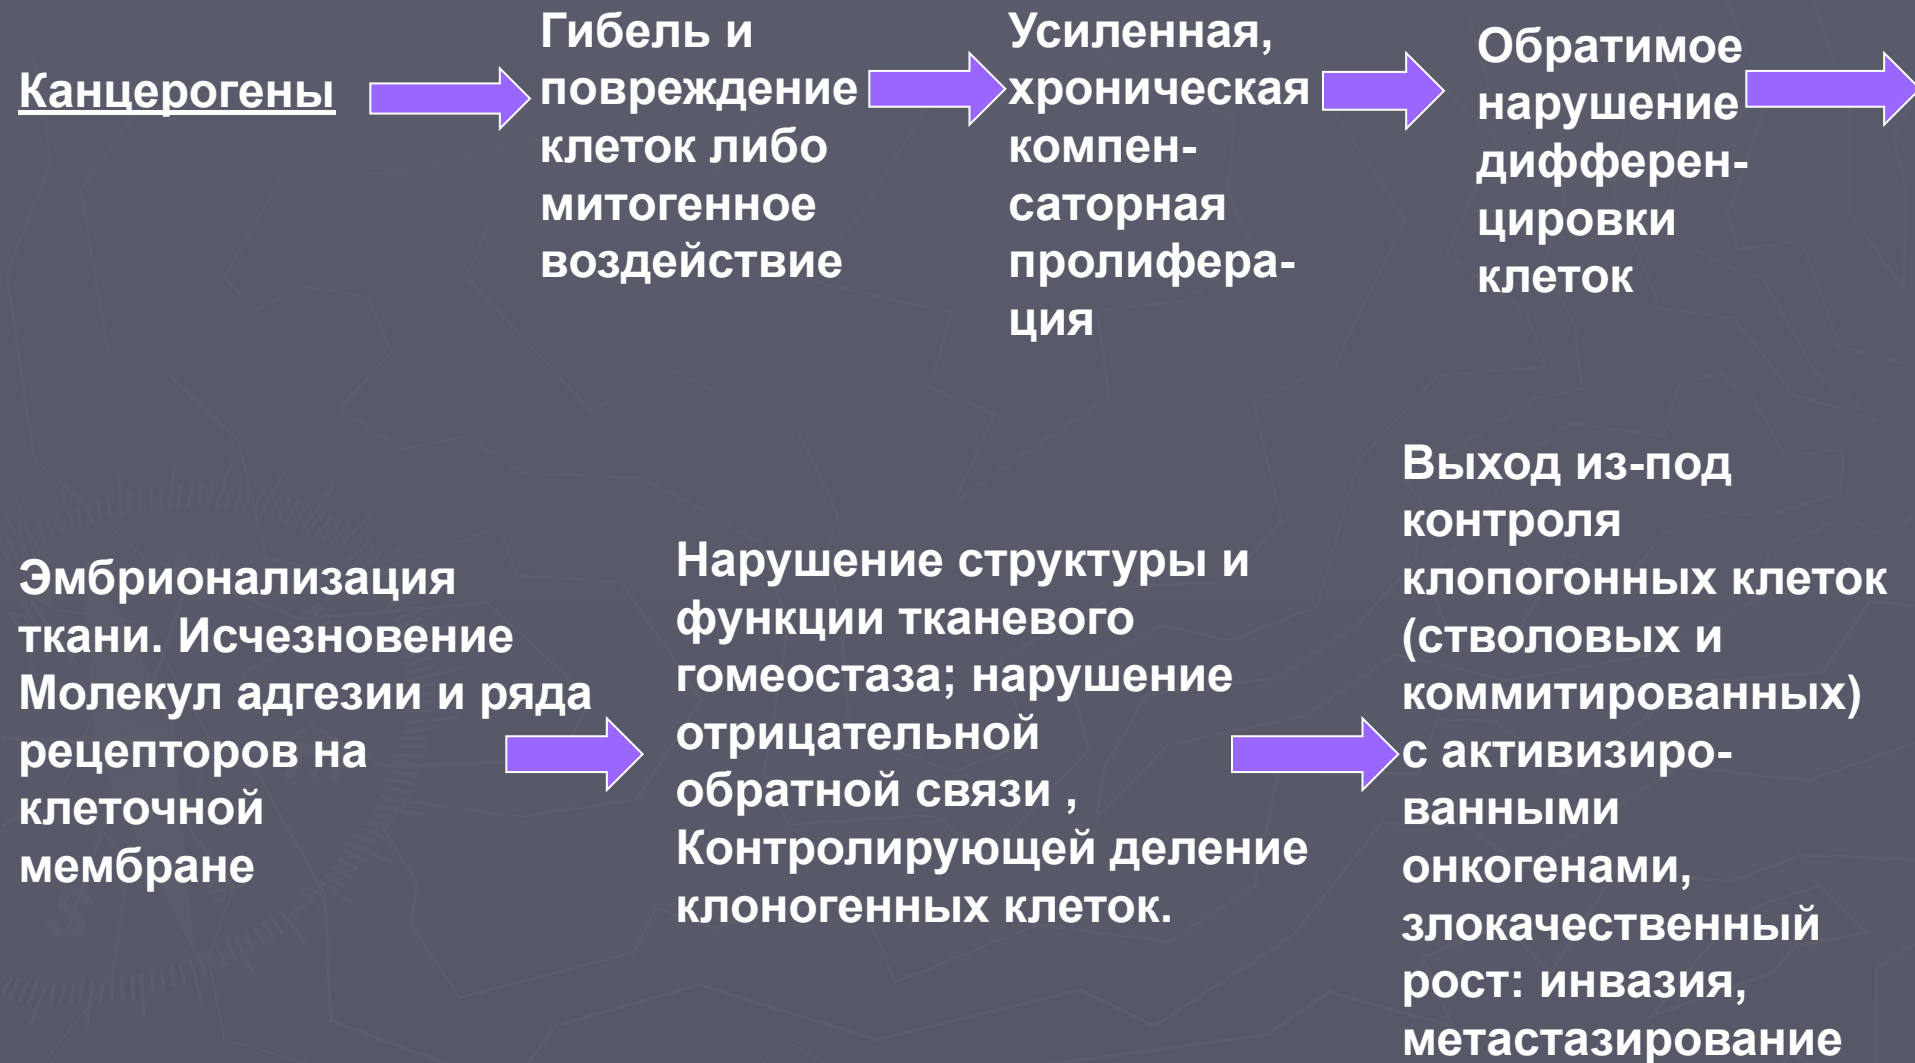 Канцерогены
Гибель и
повреждение
клеток либо
митогенное
воздействие
Усиленная,
хроническая
компен-
саторная
пролифера-
ция
Обратимое
нарушение
дифферен-
цировки
клеток
Эмбрионализация
ткани. Исчезновение
Молекул адгезии и ряда
рецепторов на
клеточной
мембране
Нарушение структуры и
функции тканевого
гомеостаза; нарушение
отрицательной
обратной связи ,
Контролирующей деление
клоногенных клеток.
Выход из-под
контроля
клопогонных клеток
(стволовых и
коммитированных)
с активизиро-
ванными
онкогенами,
злокачественный
рост: инвазия,
метастазирование